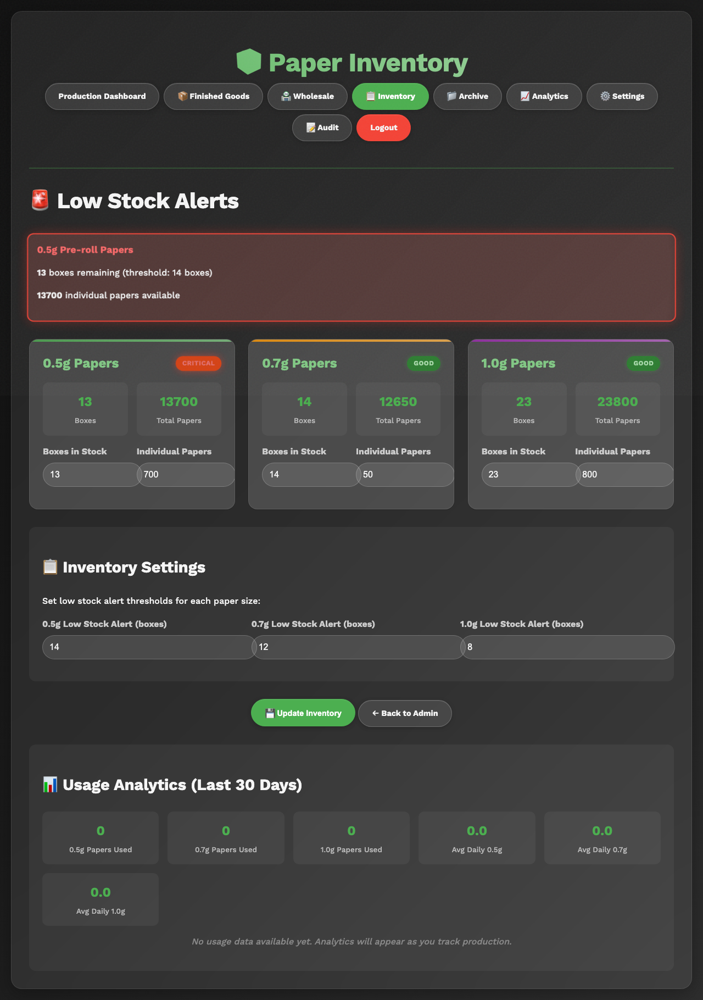 Paper Inventory
Production Dashboard
Finished Goods
Wholesale
Inventory
Archive
Analytics
Settings
Audit
Logout
Low Stock Alerts
0.5g Pre-roll Papers
13 boxes remaining (threshold: 14 boxes)
13700 individual papers available
0.5g Papers
CRITICAL
13
Boxes
13700
Total Papers
Boxes in Stock
Individual Papers
13
700
0.7g Papers
GOOD
14
Boxes
12650
Total Papers
Boxes in Stock
Individual Papers
14
50
1.0g Papers
GOOD
23
Boxes
23800
Total Papers
Boxes in Stock
Individual Papers
23
800
Inventory Settings
Set low stock alert thresholds for each paper size:
0.5g Low Stock Alert (boxes)
14
0.7g Low Stock Alert (boxes)
12
1.0g Low Stock Alert (boxes)
8
Update Inventory
← Back to Admin
Usage Analytics (Last 30 Days)
0
0.5g Papers Used
0
0.7g Papers Used
0
1.0g Papers Used
0.0
Avg Daily 0.5g
0.0
Avg Daily 0.7g
0.0
Avg Daily 1.0g
No usage data available yet. Analytics will appear as you track production.